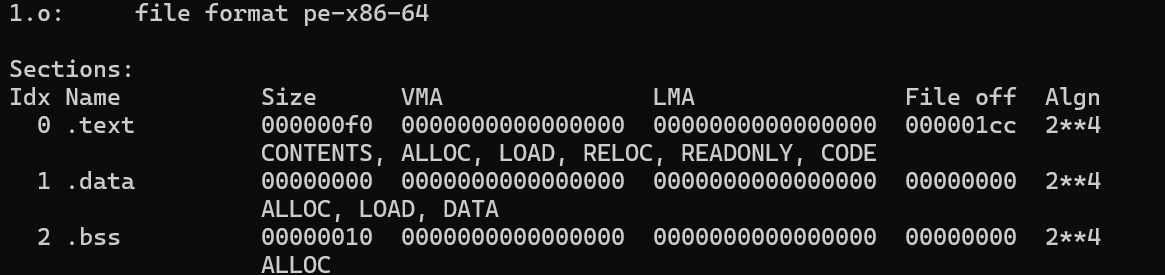 1.o:     file format pe-x86-64
Sections:
Idx Name          Size      VMA               LMA               File off  Algn
  0 .text         000000f0  0000000000000000  0000000000000000  000001cc  2**4
                  CONTENTS, ALLOC, LOAD, RELOC, READONLY, CODE
  1 .data         00000000  0000000000000000  0000000000000000  00000000  2**4
                  ALLOC, LOAD, DATA
  2 .bss          00000010  0000000000000000  0000000000000000  00000000  2**4
                  ALLOC